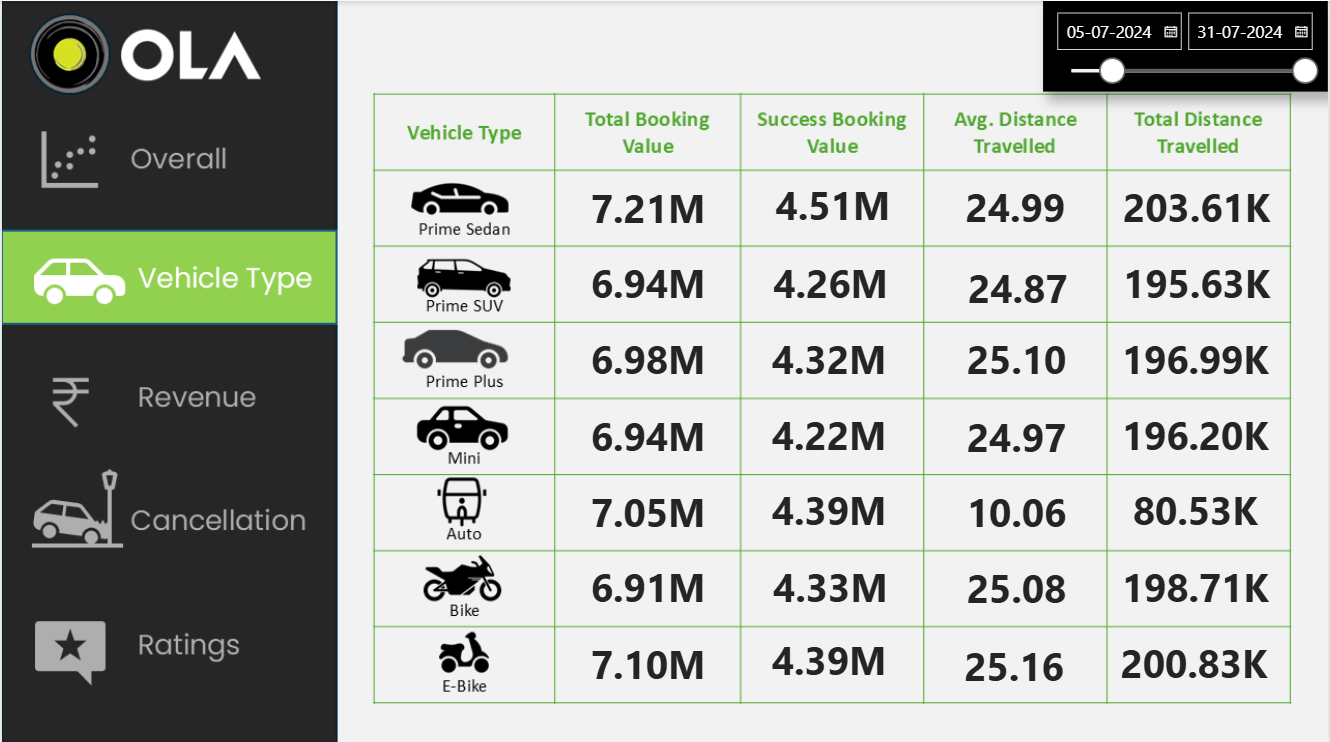 OLA
05-07-2024 31-07-2024
Overall
Vehicle Type
Revenue
Cancellation
Ratings
Vehicle Type
Total Booking
Value
Success Booking
Value
Avg. Distance
Travelled
Total Distance
Travelled
Prime Sedan 7.21M 4.51M 24.99 203.61K
Prime SUV 6.94M 4.26M 24.87 195.63K
Prime Plus 6.98M 4.32M 25.10 196.99K
Mini 6.94M 4.22M 24.97 196.20K
Auto 7.05M 4.39M 10.06 80.53K
Bike 6.91M 4.33M 25.08 198.71K
E-Bike 7.10M 4.39M 25.16 200.83K